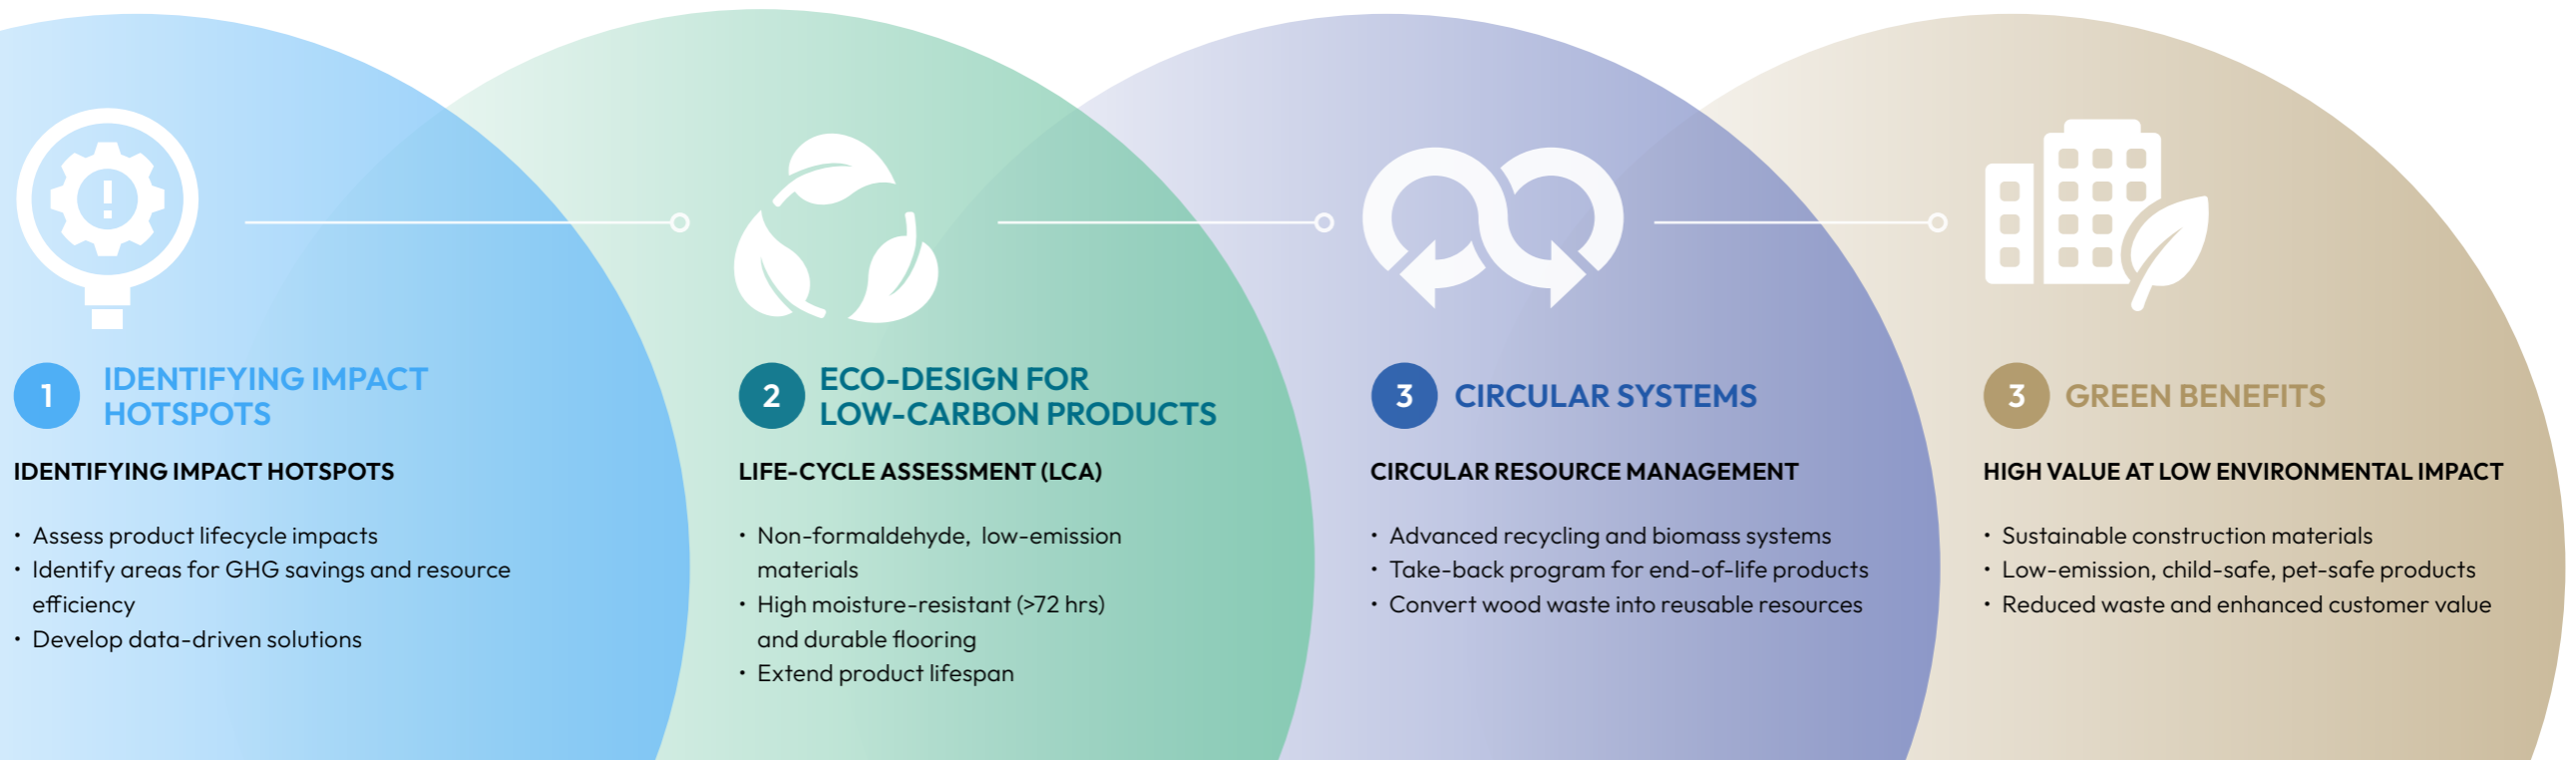 1
IDENTIFYING IMPACT
HOTSPOTS
IDENTIFYING IMPACT HOTSPOTS
• Assess product lifecycle impacts
• Identify areas for GHG savings and resource
efficiency
• Develop data-driven solutions
2
ECO-DESIGN FOR
LOW-CARBON PRODUCTS
LIFE-CYCLE ASSESSMENT (LCA)
• Non-formaldehyde, low-emission
materials
• High moisture-resistant (>72 hrs)
and durable flooring
• Extend product lifespan
3
CIRCULAR SYSTEMS
CIRCULAR RESOURCE MANAGEMENT
• Advanced recycling and biomass systems
• Take-back program for end-of-life products
• Convert wood waste into reusable resources
3
GREEN BENEFITS
HIGH VALUE AT LOW ENVIRONMENTAL IMPACT
• Sustainable construction materials
• Low-emission, child-safe, pet-safe products
• Reduced waste and enhanced customer value